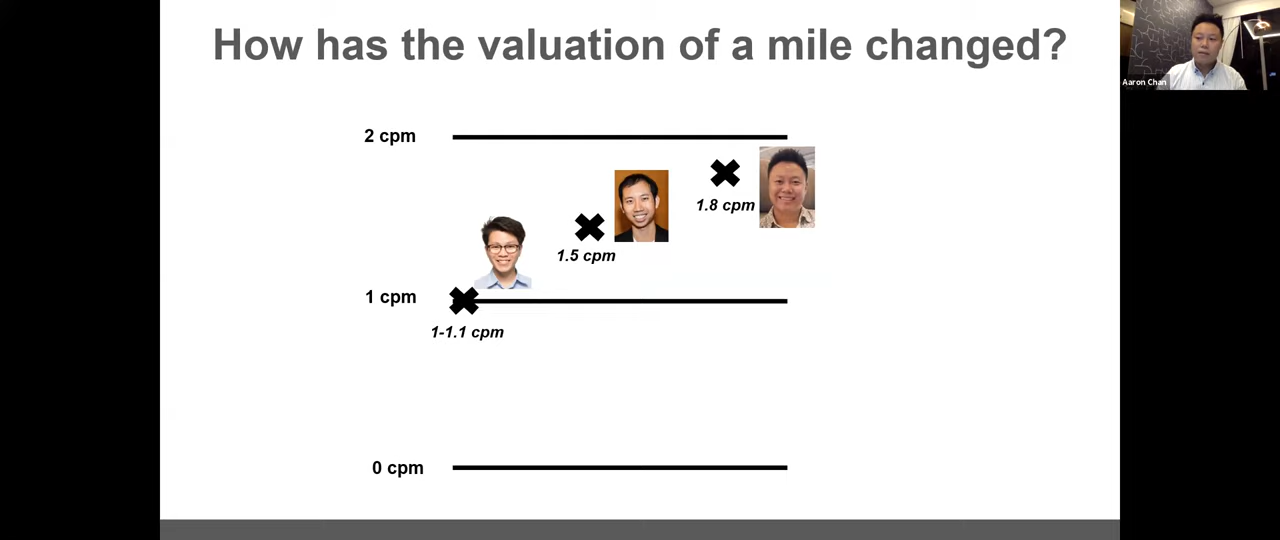 How has the valuation of a mile changed?
Aaron Chan
2 cpm
1.8 cpm
1.5 cpm
1 cpm
1-1.1 cpm
0 cpm